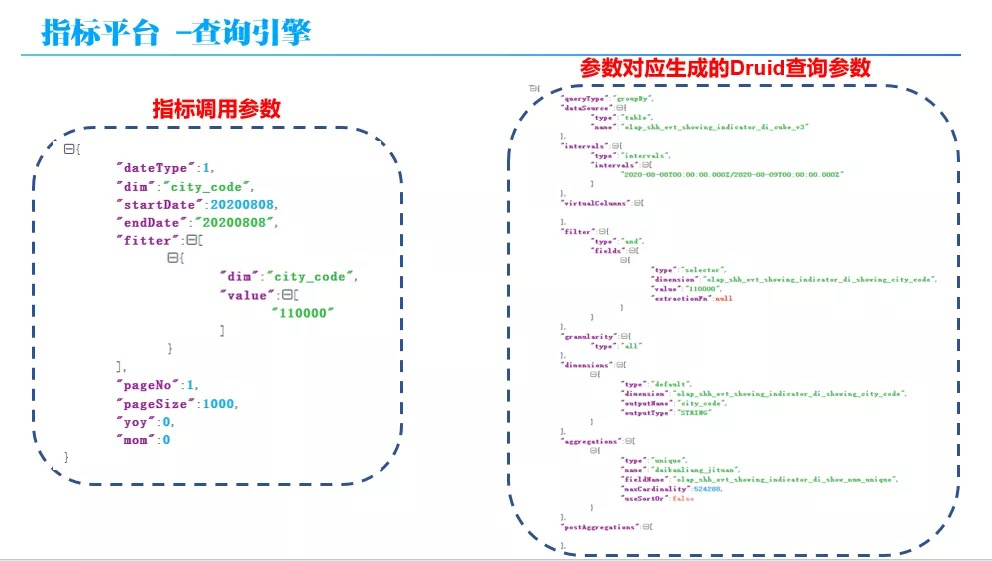 指标平台 -查询引擎
指标调用参数
{
"dateType":1,
"dim":"city_code",
"startDate":20200808,
"endDate":"20200808",
"fitter":[
{
"dim":"city_code",
"value":[
"110000"
]
}
],
"pageNo":1,
"pageSize":1000,
"yoy":0,
"mom":0
}
参数对应生成的Druid查询参数
{
"queryType":"groupBy",
"dataSource":{
"type":"table",
"name":"olap_shh_evt_showing_indicator_di_cube_v3"
},
"intervals":{
"type":"intervals",
"intervals":[
"2020-08-08T00:00:00.000Z/2020-08-09T00:00:00.000Z"
]
},
"virtualColumns":[
],
"filter":{
"type":"and",
"fields":[
{
"type":"selector",
"dimension":"olap_shh_evt_showing_indicator_di_showing_city_code",
"value":"110000",
"extractionFn":null
}
]
},
"granularity":{
"type":"all"
},
"dimensions":[
{
"type":"default",
"dimension":"olap_shh_evt_showing_indicator_di_showing_city_code",
"outputName":"city_code",
"outputType":"STRING"
}
],
"aggregations":[
{
"type":"unique",
"name":"daikanliang_jituan",
"fieldName":"olap_shh_evt_showing_indicator_di_show_num_unique",
"maxCardinality":524288,
"useSortOr":false
}
],
"postAggregations":[
],